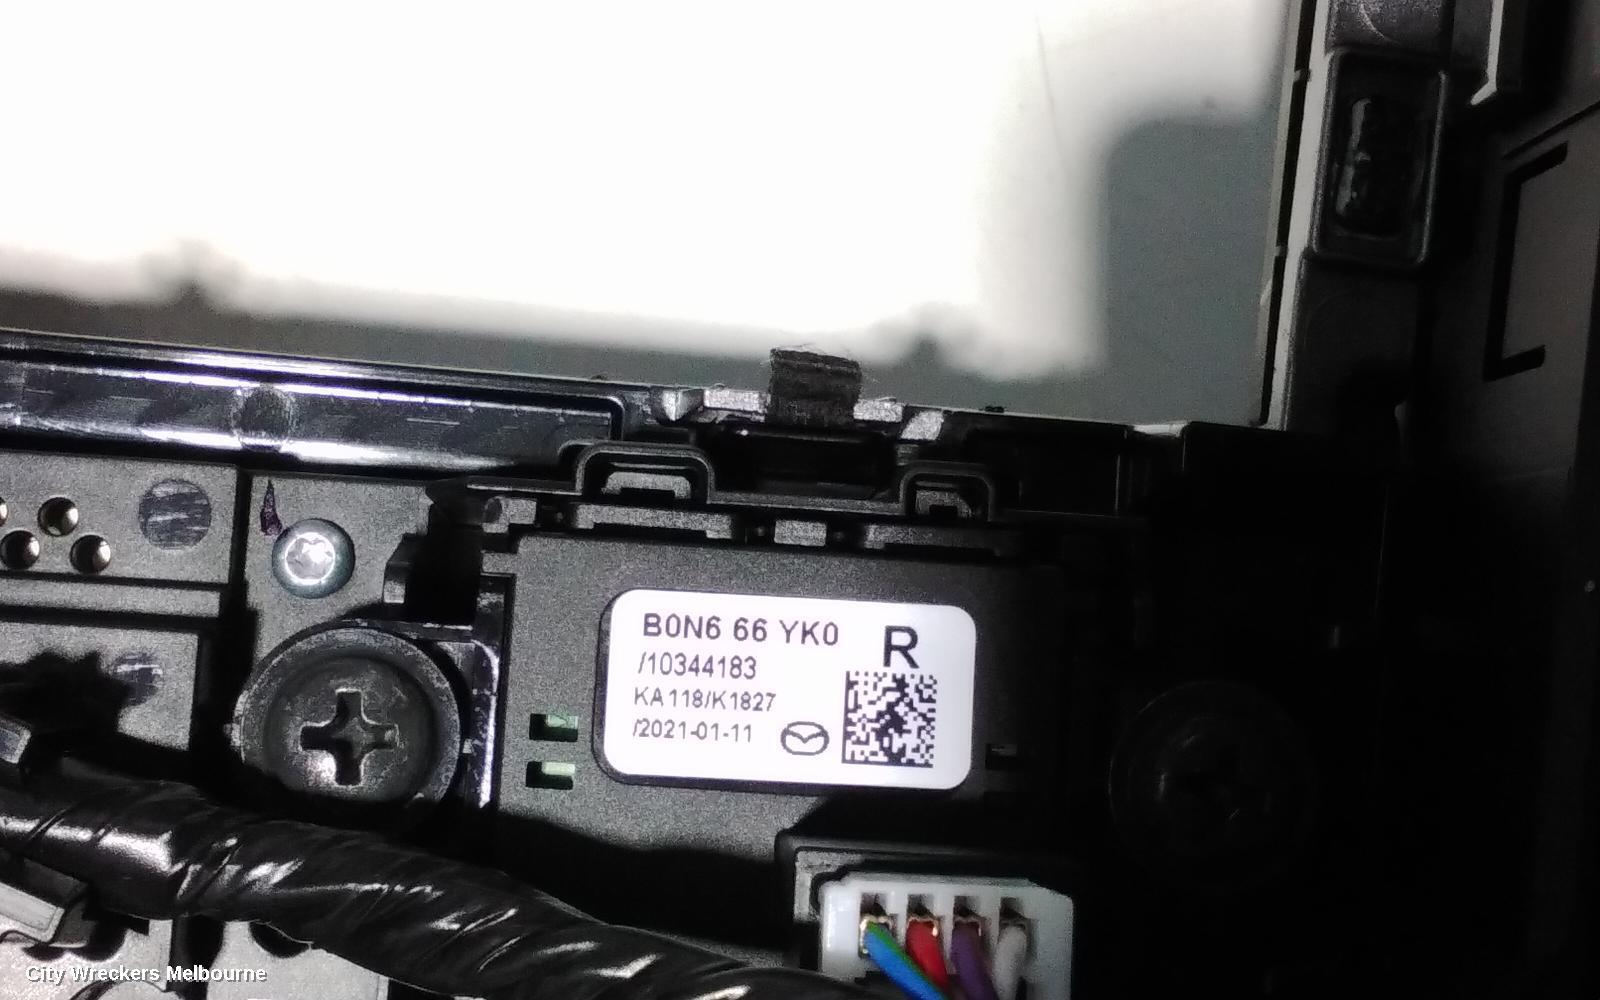 B0N6 66 YK0
R
/10344183
KA118/K1827
/2021-01-11
City Wreckers Melbourne